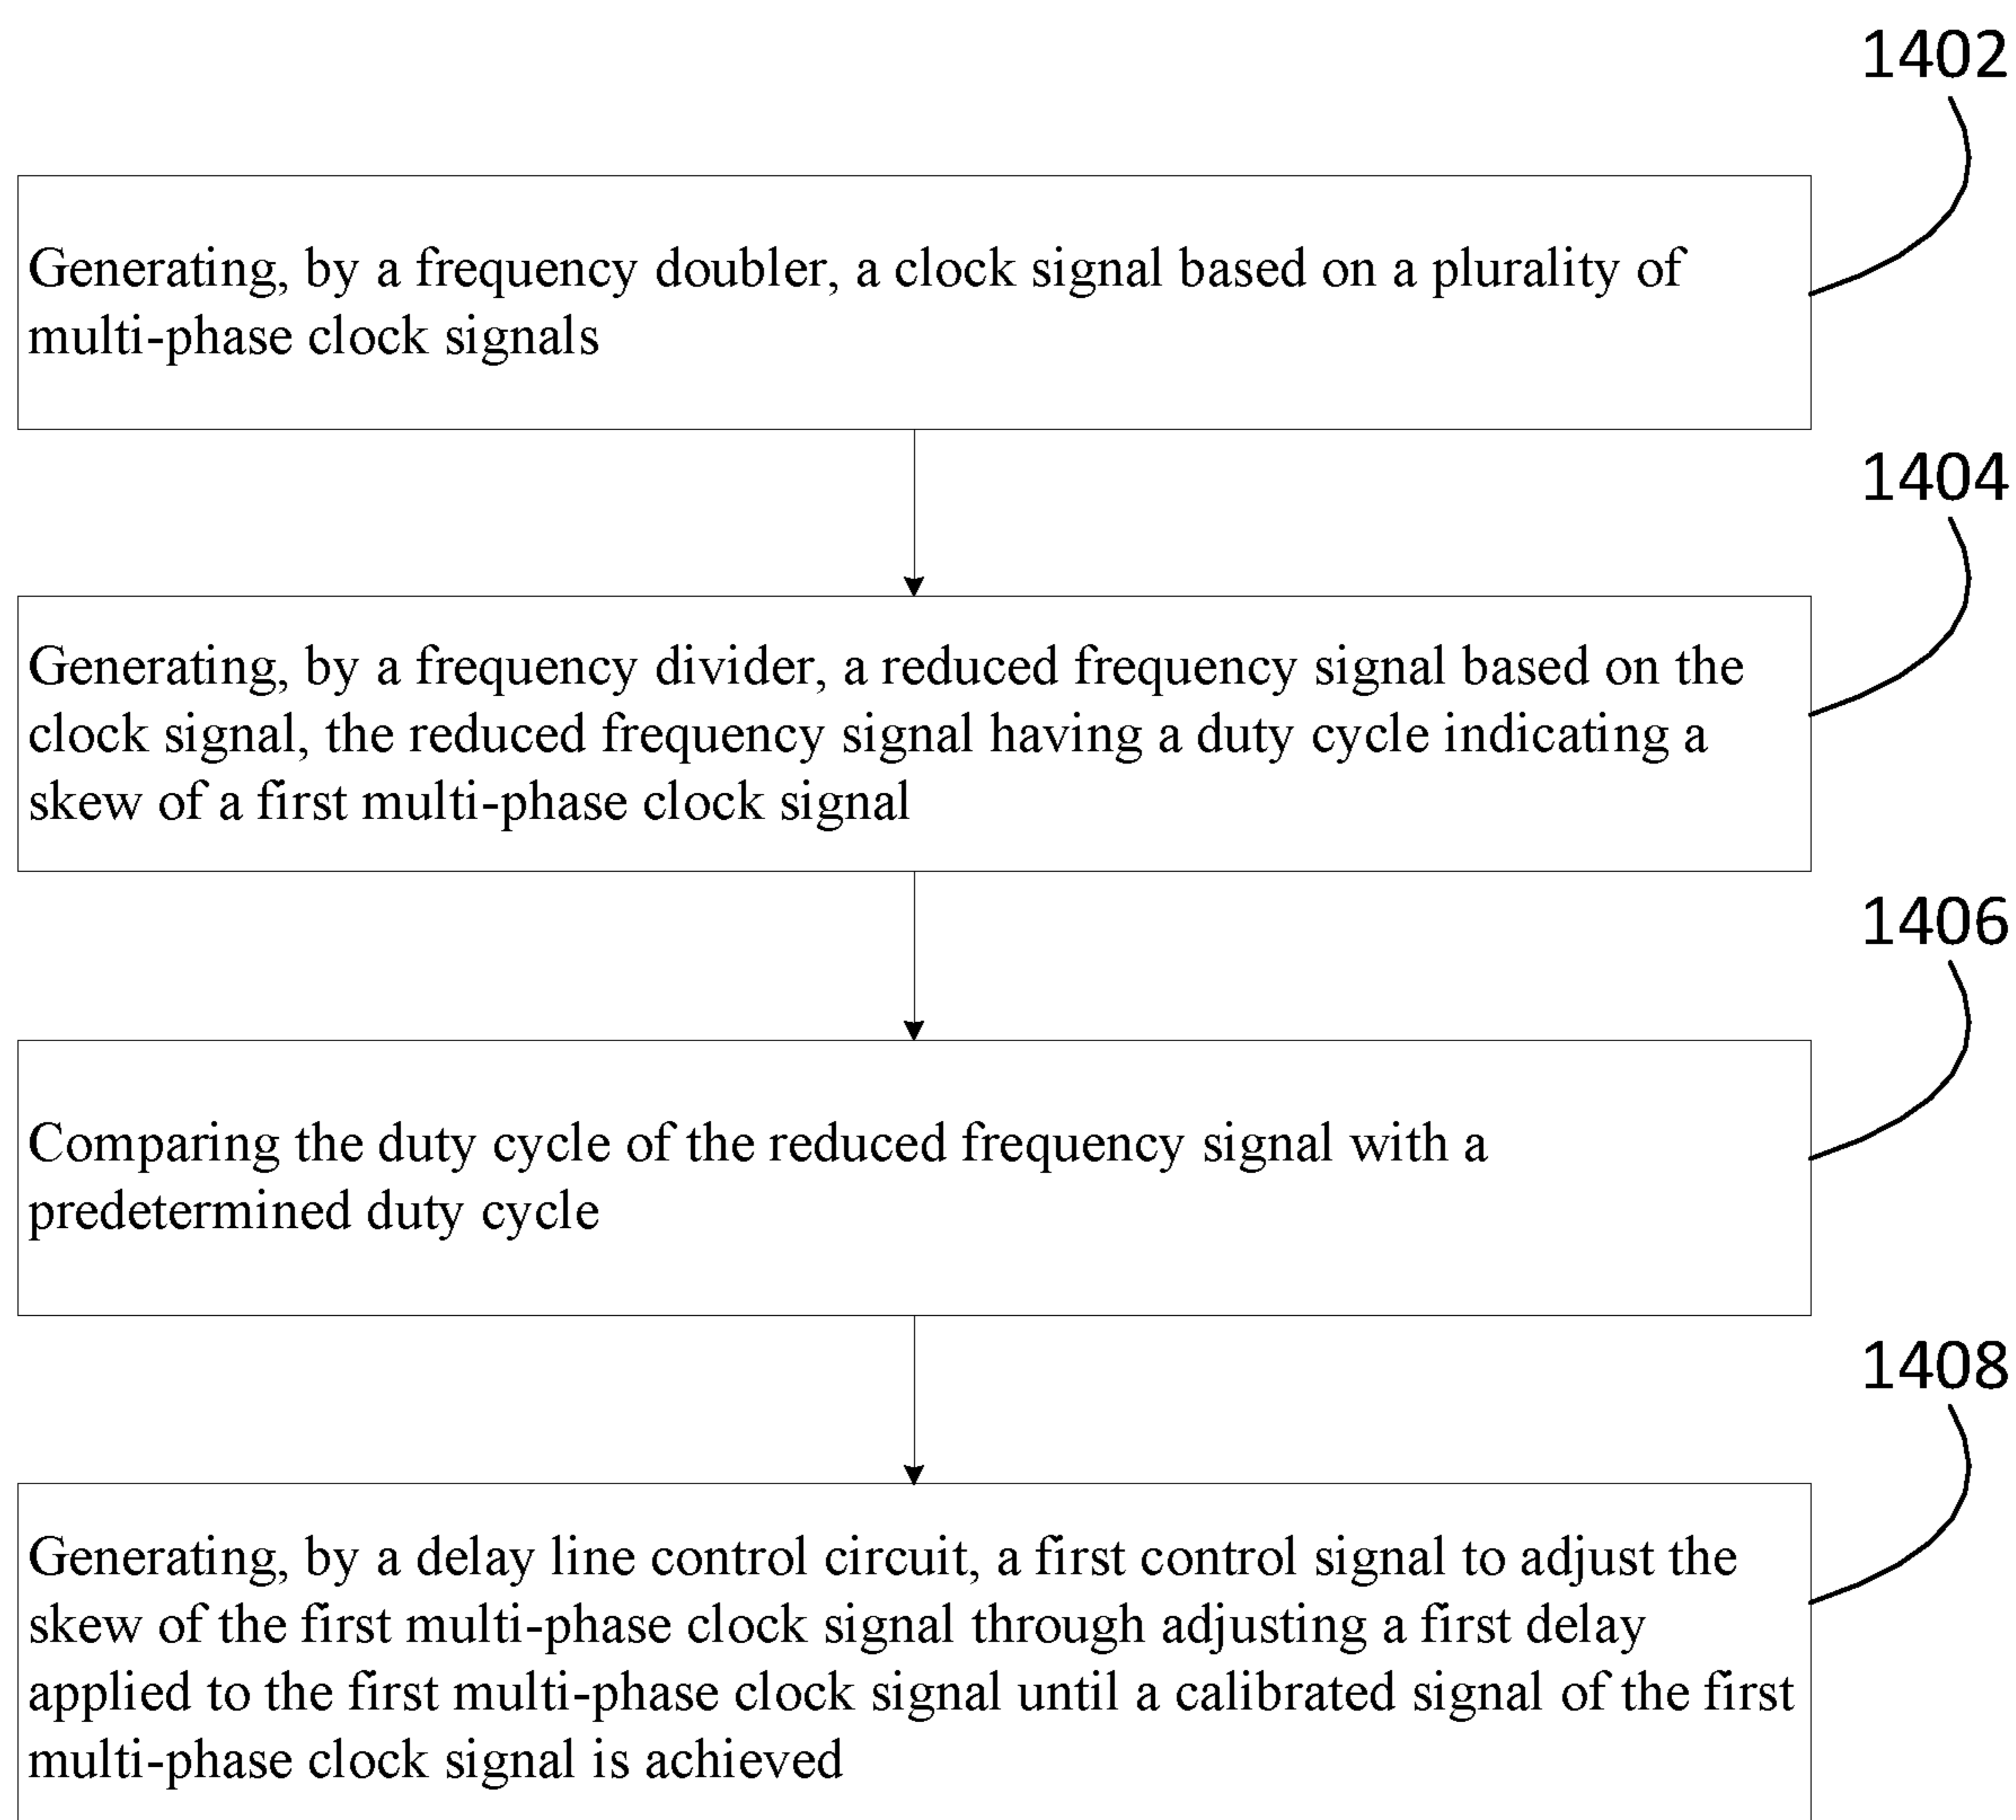 1402
Generating, by a frequency doubler, a clock signal based on a plurality of
multi-phase clock signals
1404
Generating, by a frequency divider, a reduced frequency signal based on the
clock signal, the reduced frequency signal having a duty cycle indicating a
skew of a first multi-phase clock signal
1406
Comparing the duty cycle of the reduced frequency signal with a
predetermined duty cycle
1408
Generating, by a delay line control circuit, a first control signal to adjust the
skew of the first multi-phase clock signal through adjusting a first delay
applied to the first multi-phase clock signal until a calibrated signal of the first
multi-phase clock signal is achieved